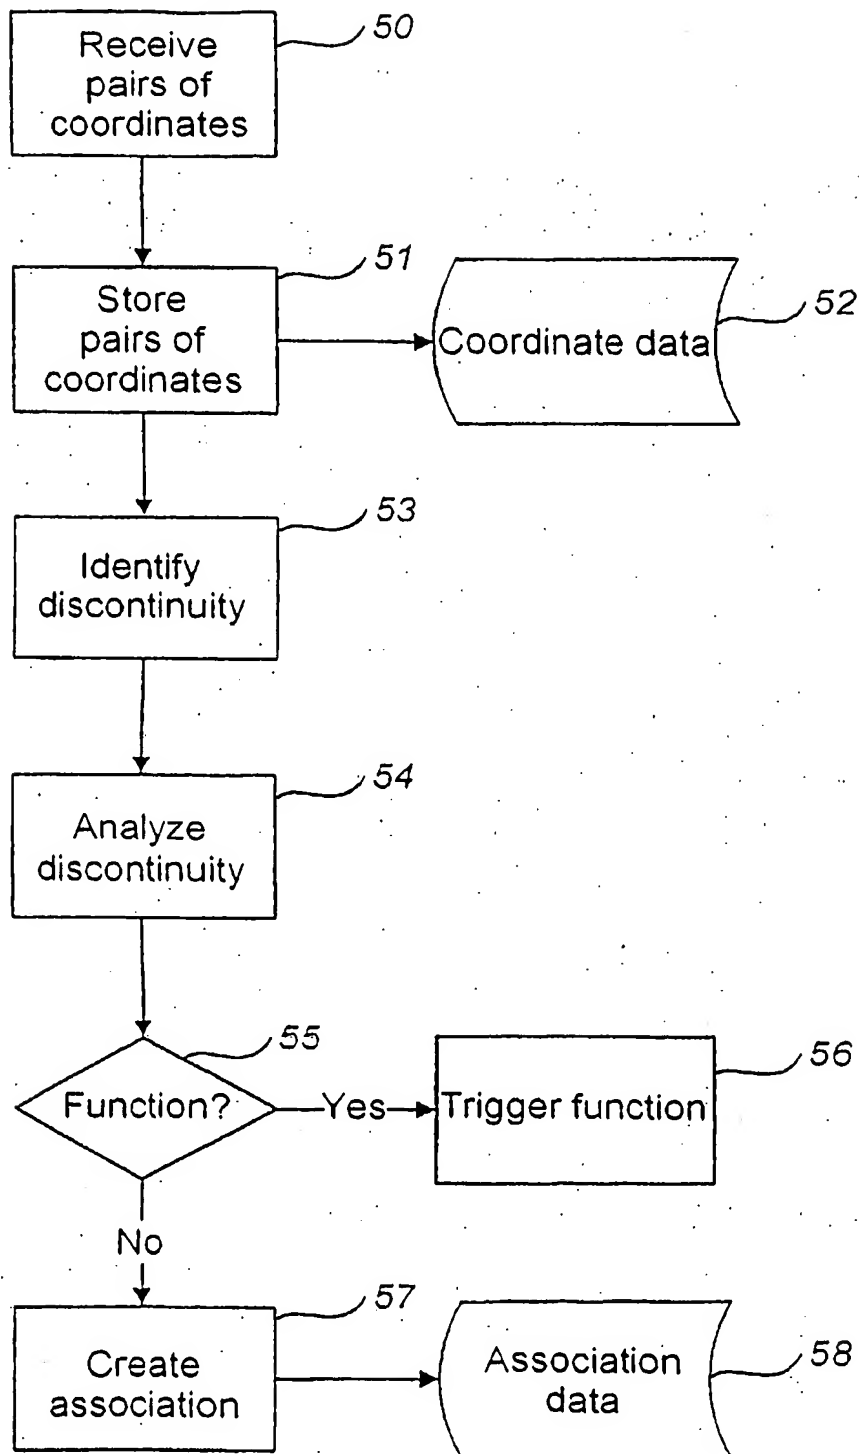 Receive
pairs of
coordinates
50
Store
pairs of
coordinates
51
Coordinate data
52
Identify
discontinuity
53
Analyze
discontinuity
54
Function?
55
Yes
Trigger function
56
No
Create
association
57
Association
data
58